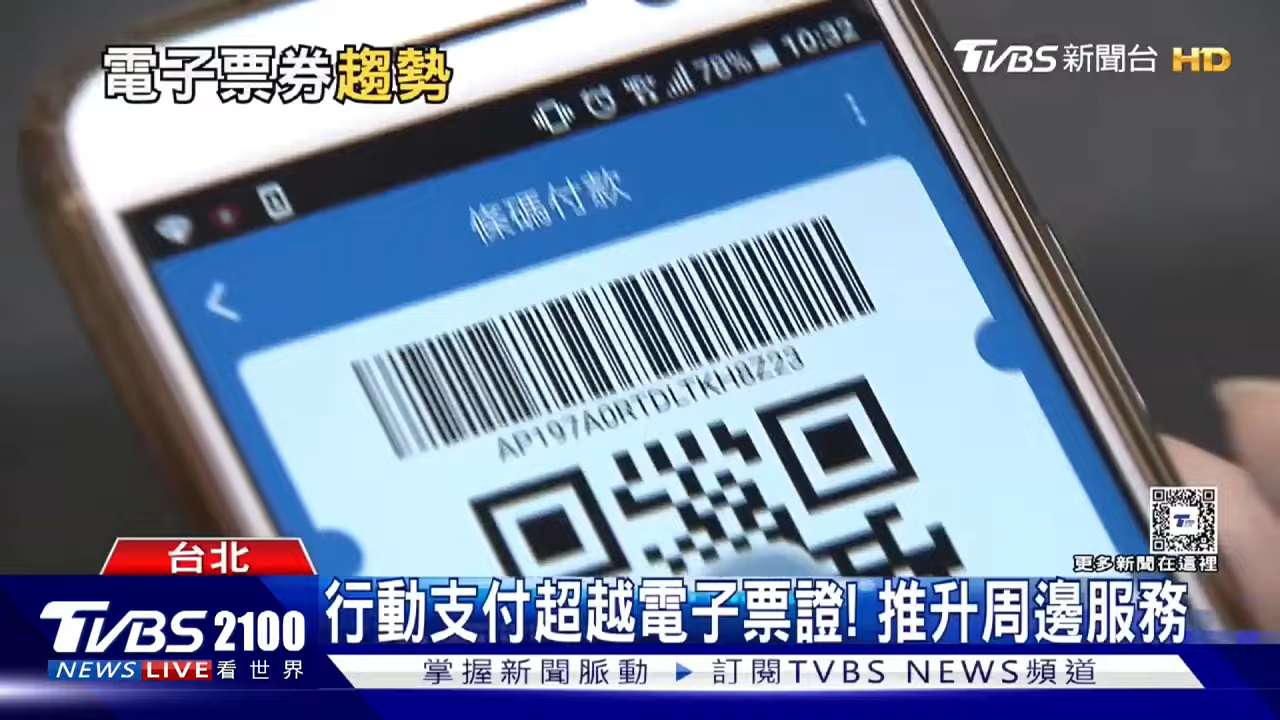 電子票券趨勢
TVBS新聞台 HD
78% 10:32
條碼付款
AP197A0RTDLTKH0Z23
更多新聞在這裡
台北
行動支付超越電子票證! 推升周邊服務
TVBS 2100
NEWS LIVE 看世界
掌握新聞脈動 訂閱TVBS NEWS頻道